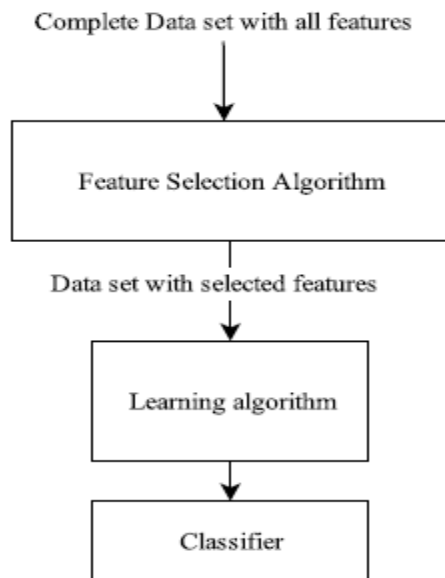 Complete Data set with all features
Feature Selection Algorithm
Data set with selected features
Learning algorithm
Classifier